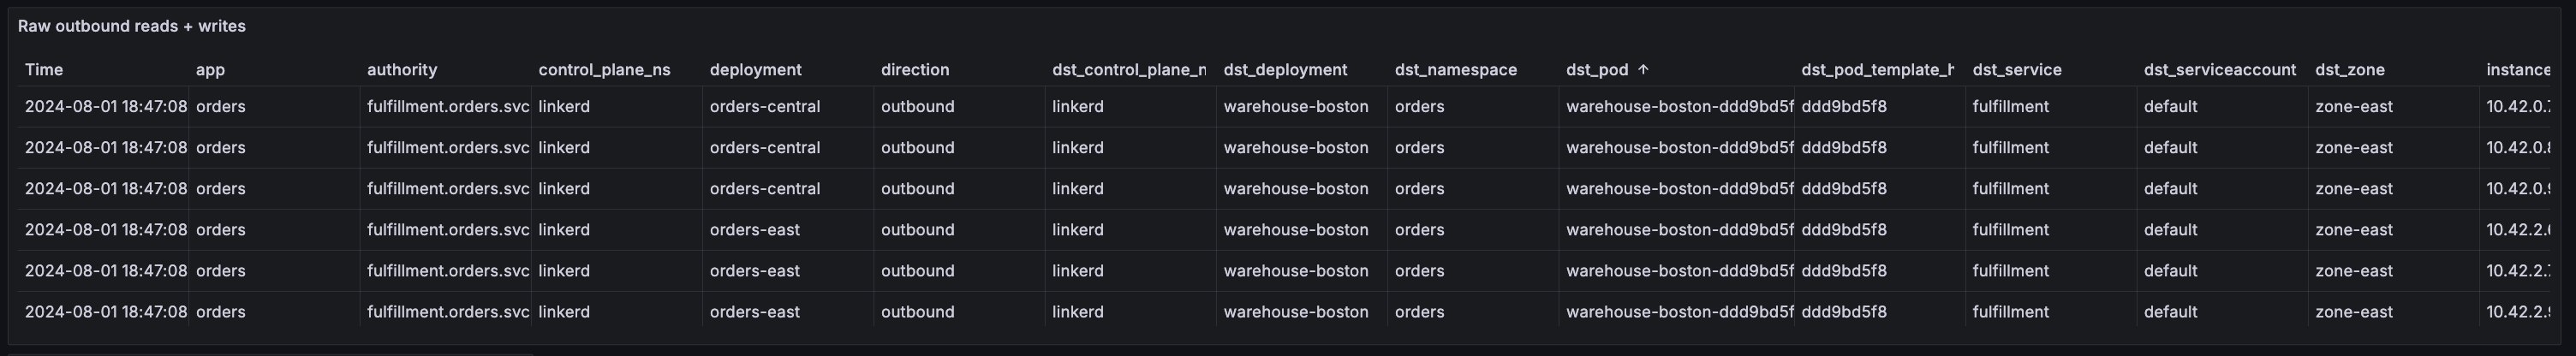 Raw outbound reads + writes
Time app authority control_plane_ns deployment direction dst_control_plane_n dst_deployment dst_namespace dst_pod ↑ dst_pod_template_h dst_service dst_serviceaccount dst_zone instance
2024-08-01 18:47:08 orders fulfillment.orders.svc linkerd orders-central outbound linkerd warehouse-boston orders warehouse-boston-ddd9bd5f ddd9bd5f8 fulfillment default zone-east 10.42.0.
2024-08-01 18:47:08 orders fulfillment.orders.svc linkerd orders-central outbound linkerd warehouse-boston orders warehouse-boston-ddd9bd5f ddd9bd5f8 fulfillment default zone-east 10.42.0.
2024-08-01 18:47:08 orders fulfillment.orders.svc linkerd orders-central outbound linkerd warehouse-boston orders warehouse-boston-ddd9bd5f ddd9bd5f8 fulfillment default zone-east 10.42.0.
2024-08-01 18:47:08 orders fulfillment.orders.svc linkerd orders-east outbound linkerd warehouse-boston orders warehouse-boston-ddd9bd5f ddd9bd5f8 fulfillment default zone-east 10.42.2.
2024-08-01 18:47:08 orders fulfillment.orders.svc linkerd orders-east outbound linkerd warehouse-boston orders warehouse-boston-ddd9bd5f ddd9bd5f8 fulfillment default zone-east 10.42.2.
2024-08-01 18:47:08 orders fulfillment.orders.svc linkerd orders-east outbound linkerd warehouse-boston orders warehouse-boston-ddd9bd5f ddd9bd5f8 fulfillment default zone-east 10.42.2.